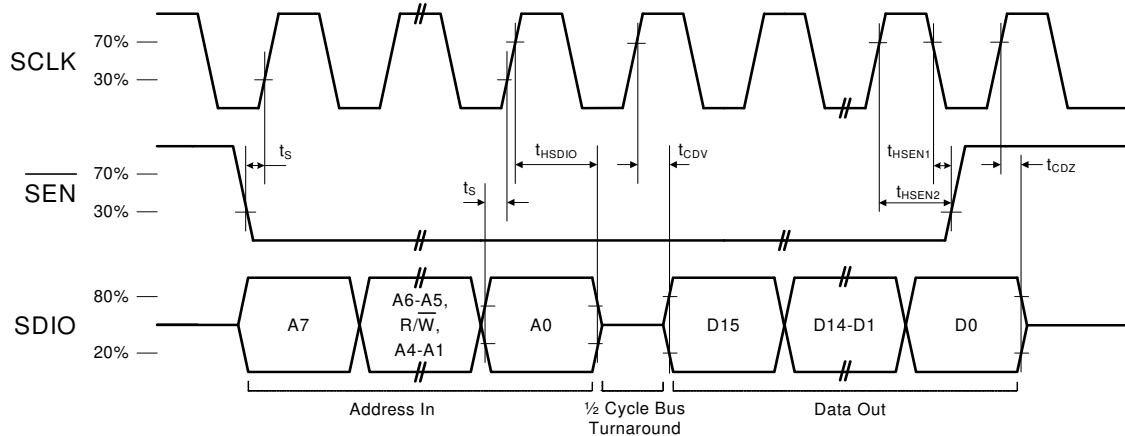 SCLK
70%
30%
tS
tHSDIO
tCDV
tHSEN1
tCDZ
SEN
70%
30%
tS
tHSEN2
SDIO
80%
20%
A7
A6-A5,
R/W,
A4-A1
A0
D15
D14-D1
D0
Address In
½ Cycle Bus
Turnaround
Data Out